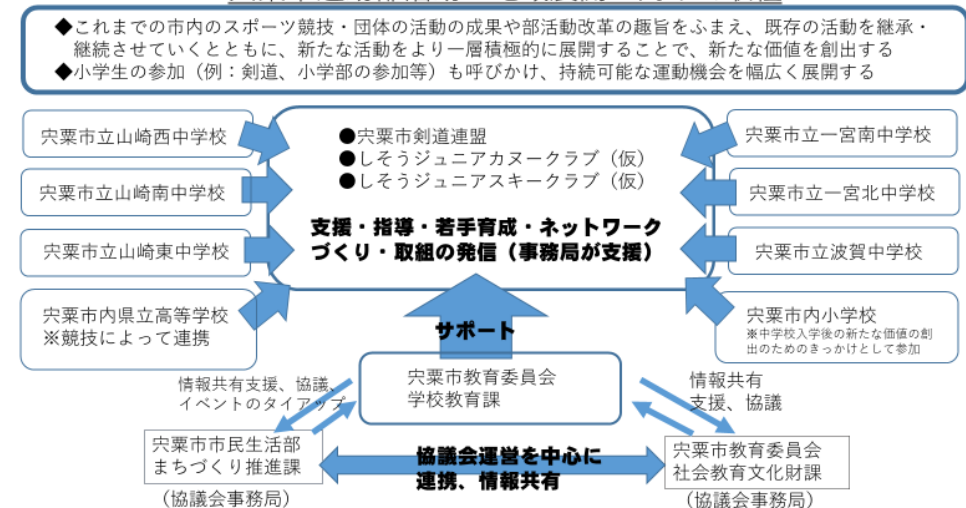 ◆これまでの市内のスポーツ競技・団体の活動の成果や部活動改革の趣旨をふまえ、既存の活動を継承・
継続させていくとともに、新たな活動をより一層積極的に展開することで、新たな価値を創出する
◆小学生の参加（例：剣道、小学部の参加等）も呼びかけ、持続可能な運動機会を幅広く展開する
宍粟市立山崎西中学校
宍粟市立山崎南中学校
宍粟市立山崎東中学校
宍粟市内県立高等学校
※競技によって連携
●宍粟市剣道連盟
●しそうジュニアカヌークラブ（仮）
●しそうジュニアスキークラブ（仮）
支援・指導・若手育成・ネットワーク
づくり・取組の発信（事務局が支援）
宍粟市立一宮南中学校
宍粟市立一宮北中学校
宍粟市立波賀中学校
宍粟市内小学校
※中学校入学後の新たな価値の創
出のためのきっかけとして参加
サポート
宍粟市教育委員会
学校教育課
情報共有支援、協議、
イベントのタイアップ
情報共有
支援、協議
宍粟市市民生活部
まちづくり推進課
（協議会事務局）
協議会運営を中心に
連携、情報共有
宍粟市教育委員会
社会教育文化財課
（協議会事務局）